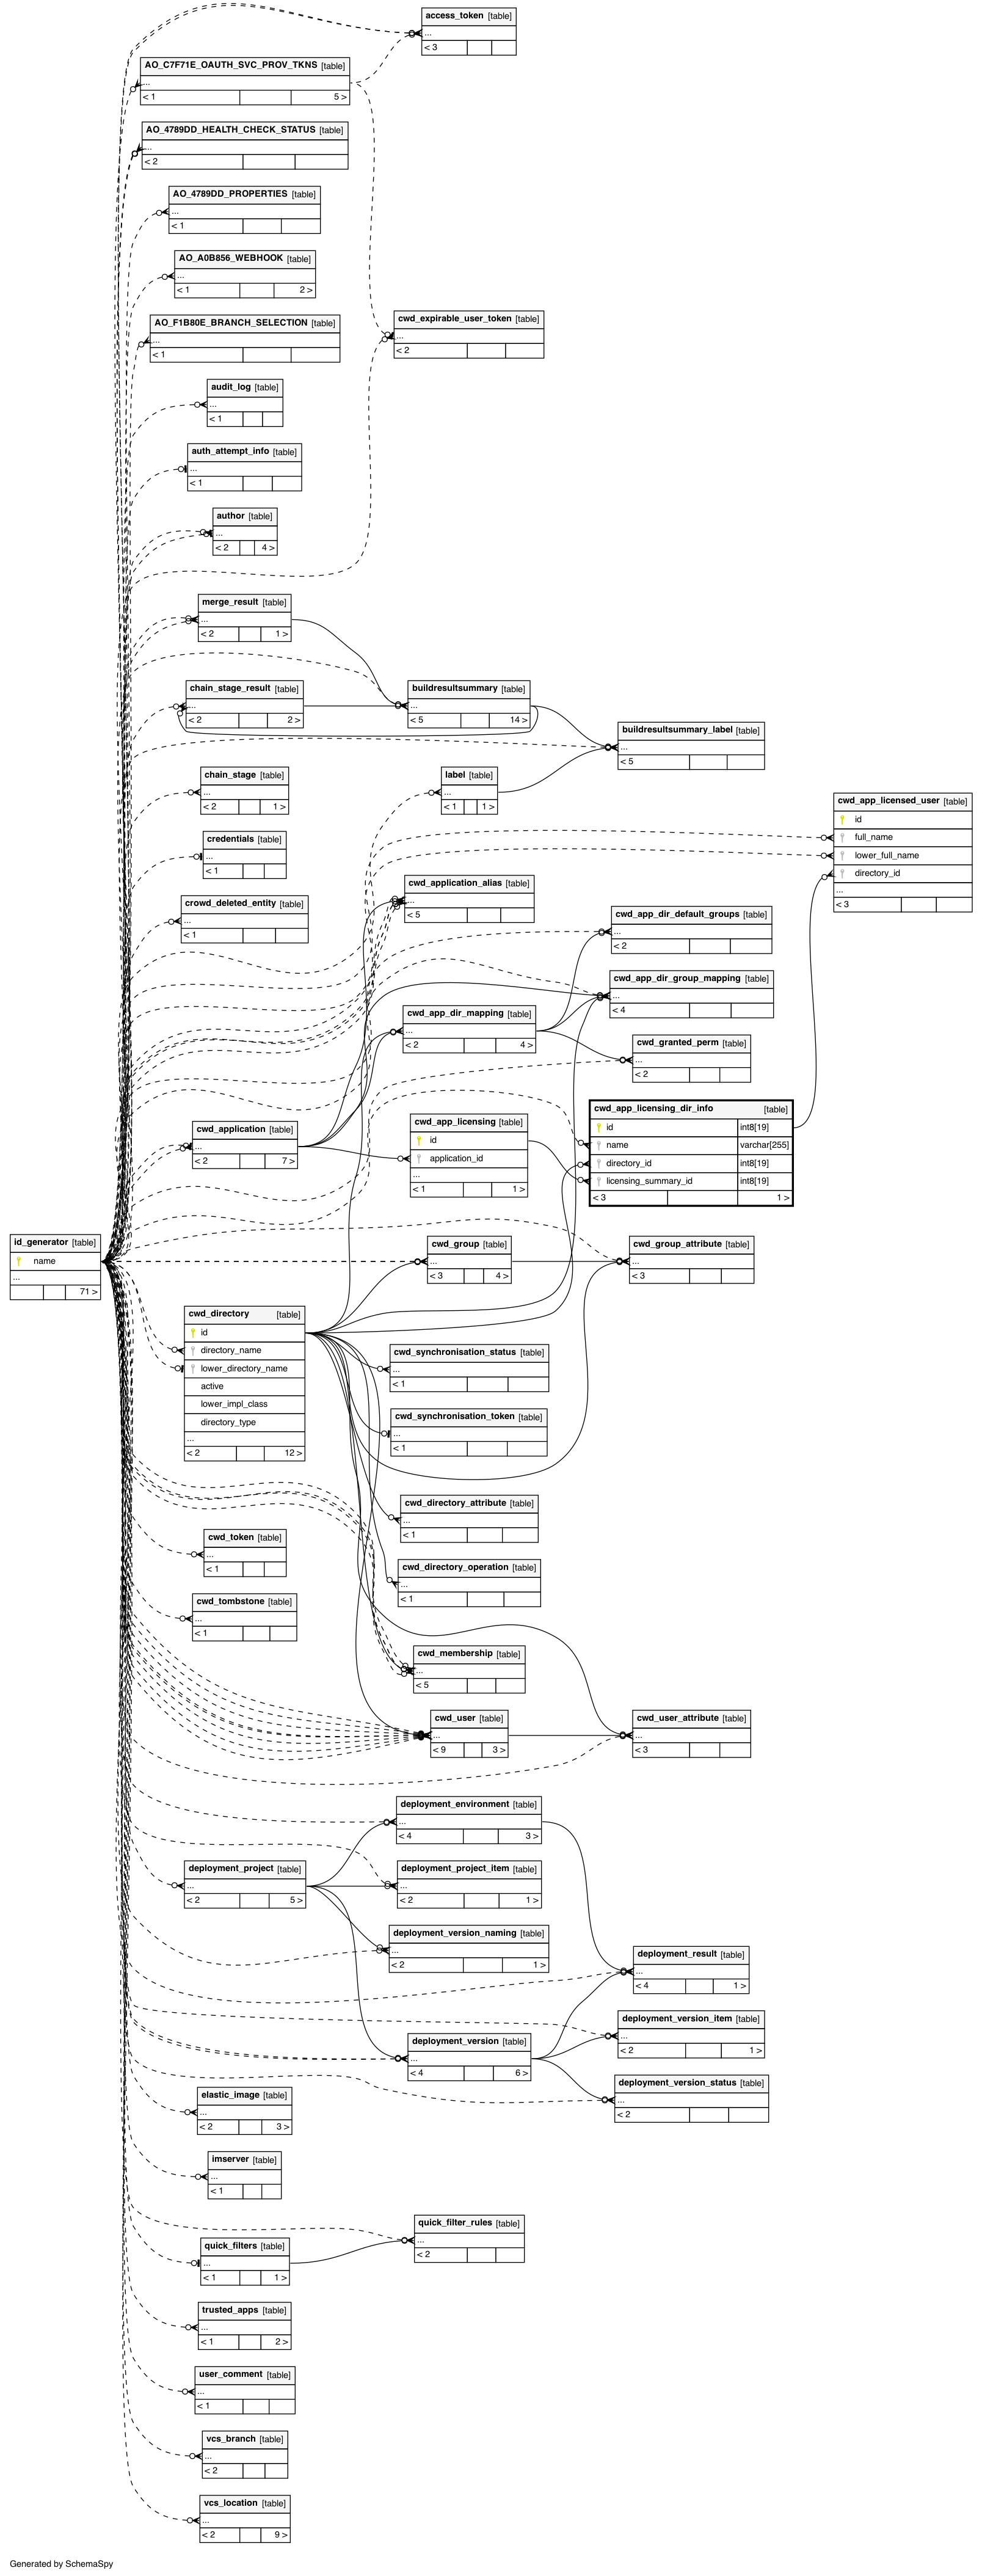 access_token [table]
...
< 3
AO_C7F71E_OAUTH_SVC_PROV_TKNS [table]
...
< 1 5 >
AO_4789DD_HEALTH_CHECK_STATUS [table]
...
< 2
AO_4789DD_PROPERTIES [table]
...
< 1
AO_A0B856_WEBHOOK [table]
...
< 1 2 >
cwd_expirable_user_token [table]
...
< 2
AO_F1B80E_BRANCH_SELECTION [table]
...
< 1
audit_log [table]
...
< 1
auth_attempt_info [table]
...
< 1
author [table]
...
< 2 4 >
merge_result [table]
...
< 2 1 >
chain_stage_result [table]
...
< 2 2 >
buildresultsummary [table]
...
< 5 14 >
buildresultsummary_label [table]
...
< 5
chain_stage [table]
...
< 2 1 >
label [table]
...
< 1 1 >
cwd_app_licensed_user [table]
id
full_name
lower_full_name
directory_id
...
< 3
credentials [table]
...
< 1
cwd_application_alias [table]
...
< 5
crowd_deleted_entity [table]
...
< 1
cwd_app_dir_default_groups [table]
...
< 2
cwd_app_dir_group_mapping [table]
...
< 4
cwd_app_dir_mapping [table]
...
< 2 4 >
cwd_granted_perm [table]
...
< 2
cwd_app_licensing_dir_info [table]
id int8[19]
name varchar[255]
directory_id int8[19]
licensing_summary_id int8[19]
< 3 1 >
cwd_application [table]
...
< 2 7 >
cwd_app_licensing [table]
id
application_id
...
< 1 1 >
id_generator [table]
name
...
71 >
cwd_group [table]
...
< 3 4 >
cwd_group_attribute [table]
...
< 3
cwd_directory [table]
id
directory_name
lower_directory_name
active
lower_impl_class
directory_type
...
< 2 12 >
cwd_synchronisation_status [table]
...
< 1
cwd_synchronisation_token [table]
...
< 1
cwd_directory_attribute [table]
...
< 1
cwd_token [table]
...
< 1
cwd_directory_operation [table]
...
< 1
cwd_tombstone [table]
...
< 1
cwd_membership [table]
...
< 5
cwd_user [table]
...
< 9 3 >
cwd_user_attribute [table]
...
< 3
deployment_environment [table]
...
< 4 3 >
deployment_project [table]
...
< 2 5 >
deployment_project_item [table]
...
< 2 1 >
deployment_version_naming [table]
...
< 2 1 >
deployment_result [table]
...
< 4 1 >
deployment_version_item [table]
...
< 2 1 >
deployment_version [table]
...
< 4 6 >
deployment_version_status [table]
...
< 2
elastic_image [table]
...
< 2 3 >
imserver [table]
...
< 1
quick_filter_rules [table]
...
< 2
quick_filters [table]
...
< 1 1 >
trusted_apps [table]
...
< 1 2 >
user_comment [table]
...
< 1
vcs_branch [table]
...
< 2
vcs_location [table]
...
< 2 9 >
Generated by SchemaSpy